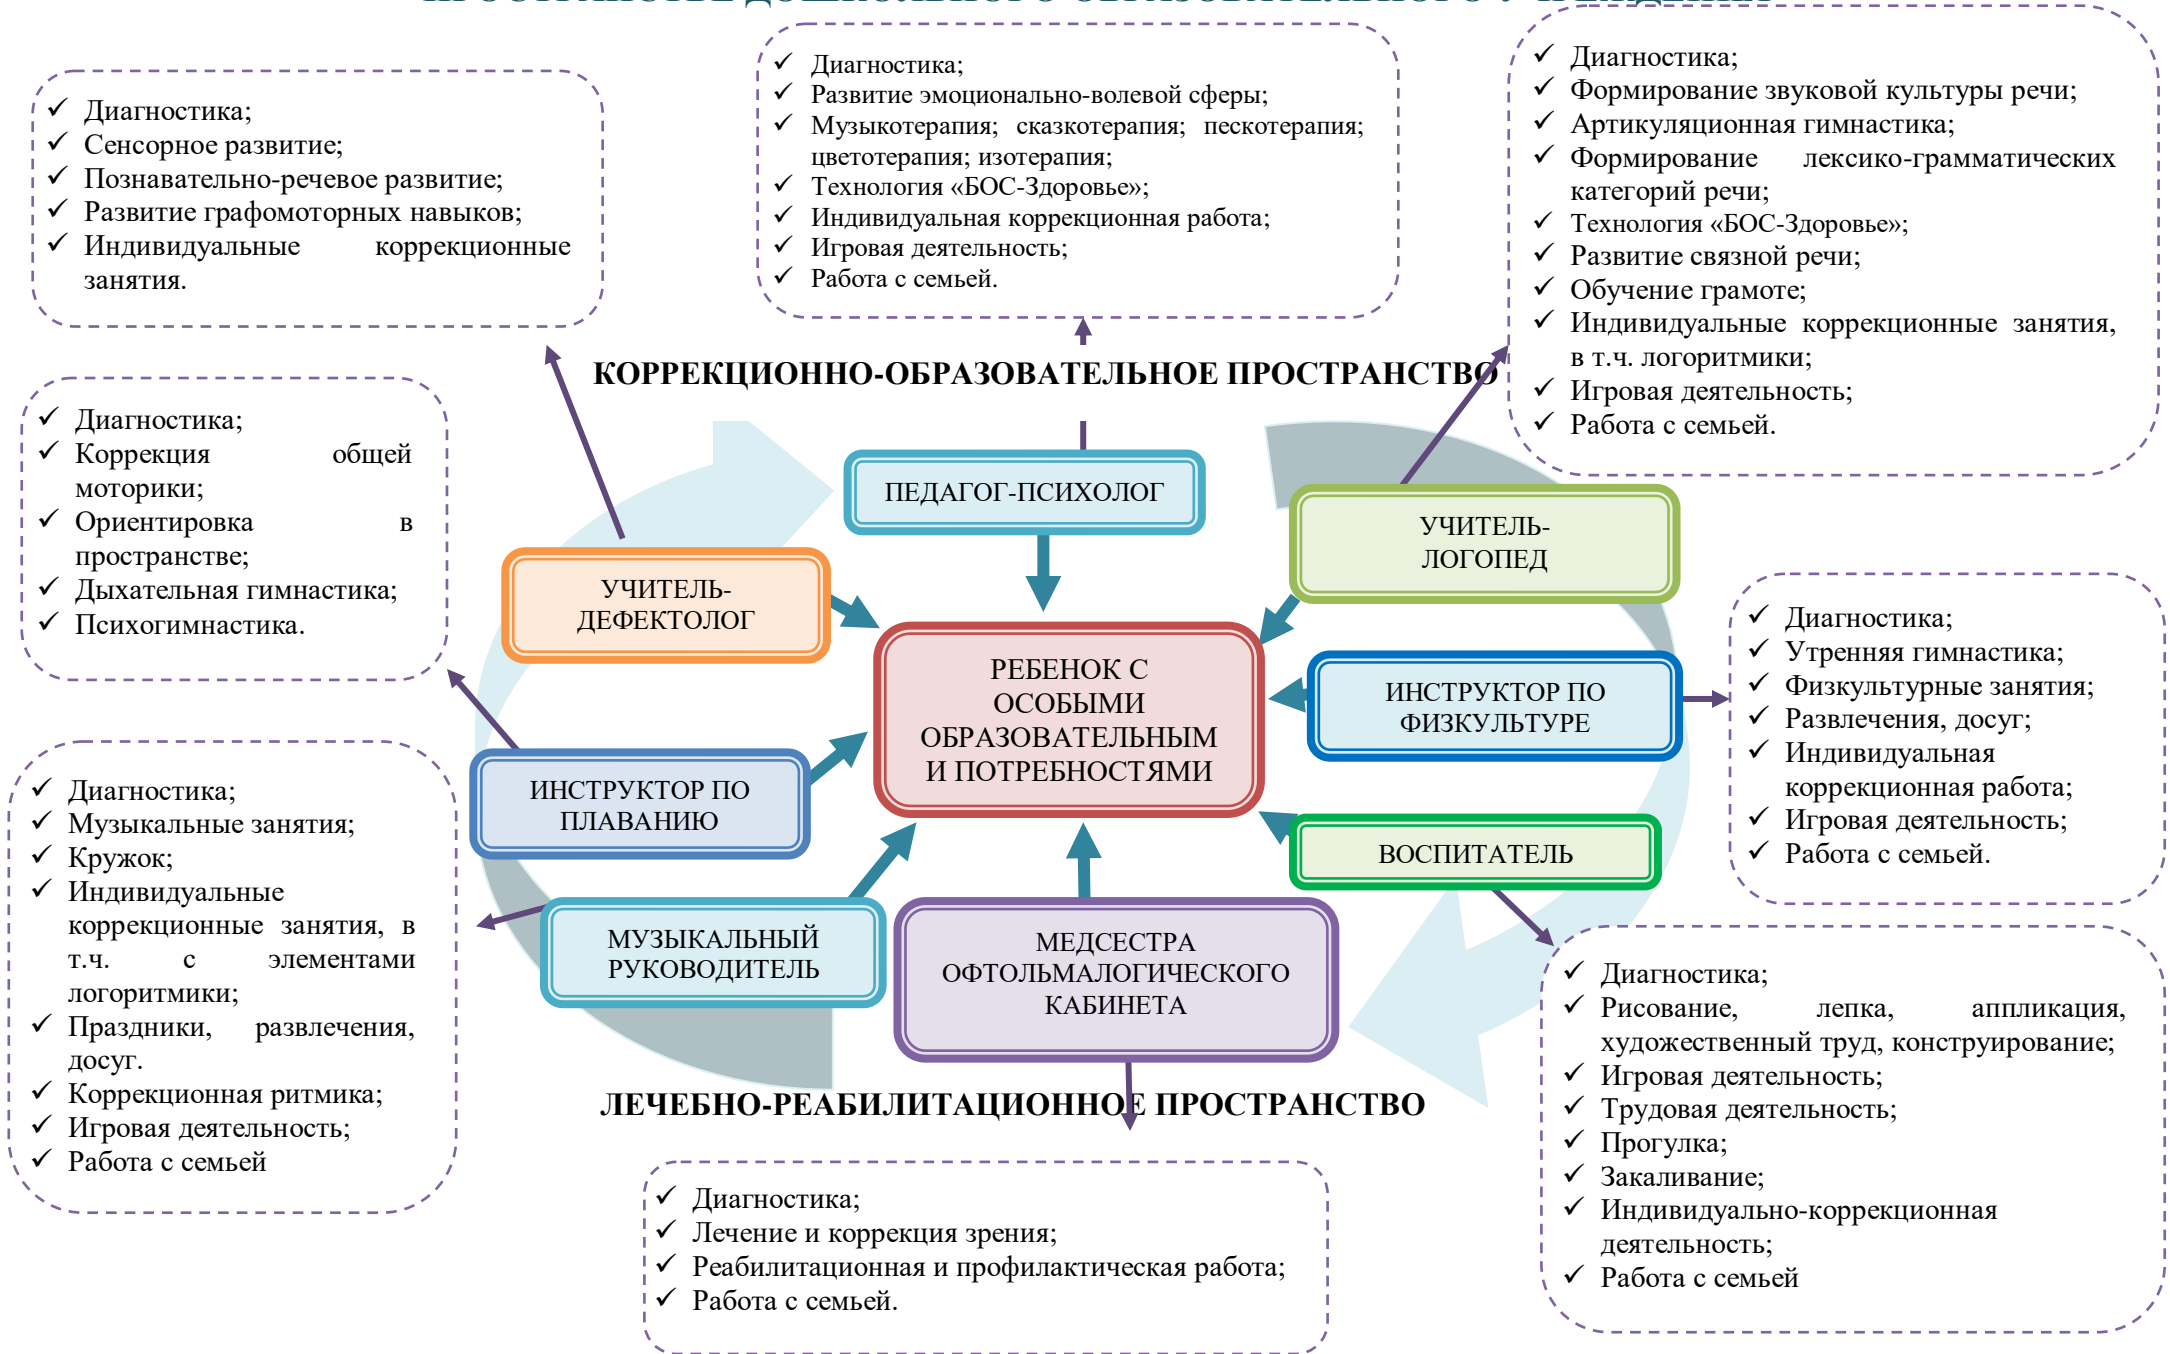 ПРОСТРАНСТВЕ ДОШКОЛЬНОГО ОБРАЗОВАТЕЛЬНОГО УЧРЕЖДЕНИЯ
✓ Диагностика;
✓ Сенсорное развитие;
✓ Познавательно-речевое развитие;
✓ Развитие графомоторных навыков;
✓ Индивидуальные коррекционные
занятия.
✓ Диагностика;
✓ Развитие эмоционально-волевой сферы;
✓ Музыкотерапия; сказкотерапия; пескотерапия;
цветотерапия; изотерапия;
✓ Технология «БОС-Здоровье»;
✓ Индивидуальная коррекционная работа;
✓ Игровая деятельность;
✓ Работа с семьей.
✓ Диагностика;
✓ Формирование звуковой культуры речи;
✓ Артикуляционная гимнастика;
✓ Формирование лексико-грамматических
категорий речи;
✓ Технология «БОС-Здоровье»;
✓ Развитие связной речи;
✓ Обучение грамоте;
✓ Индивидуальные коррекционные занятия,
в т.ч. логоритмики;
✓ Игровая деятельность;
✓ Работа с семьей.
КОРРЕКЦИОННО-ОБРАЗОВАТЕЛЬНОЕ ПРОСТРАНСТВО
✓ Диагностика;
✓ Коррекция общей
моторики;
✓ Ориентировка в
пространстве;
✓ Дыхательная гимнастика;
✓ Психогимнастика.
ПЕДАГОГ-ПСИХОЛОГ
УЧИТЕЛЬ-
ЛОГОПЕД
УЧИТЕЛЬ-
ДЕФЕКТОЛОГ
РЕБЕНОК С
ОСОБЫМИ
ОБРАЗОВАТЕЛЬНЫМ
И ПОТРЕБНОСТЯМИ
ИНСТРУКТОР ПО
ФИЗКУЛЬТУРЕ
✓ Диагностика;
✓ Утренняя гимнастика;
✓ Физкультурные занятия;
✓ Развлечения, досуг;
✓ Индивидуальная
коррекционная работа;
✓ Игровая деятельность;
✓ Работа с семьей.
ИНСТРУКТОР ПО
ПЛАВАНИЮ
ВОСПИТАТЕЛЬ
✓ Диагностика;
✓ Музыкальные занятия;
✓ Кружок;
✓ Индивидуальные
коррекционные занятия, в
т.ч. с элементами
логоритмики;
✓ Праздники, развлечения,
досуг.
✓ Коррекционная ритмика;
✓ Игровая деятельность;
✓ Работа с семьей
МУЗЫКАЛЬНЫЙ
РУКОВОДИТЕЛЬ
МЕДСЕСТРА
ОФТОЛЬМАЛОГИЧЕСКОГО
КАБИНЕТА
✓ Диагностика;
✓ Рисование, лепка, аппликация,
художественный труд, конструирование;
✓ Игровая деятельность;
✓ Трудовая деятельность;
✓ Прогулка;
✓ Закаливание;
✓ Индивидуально-коррекционная
деятельность;
✓ Работа с семьей
ЛЕЧЕБНО-РЕАБИЛИТАЦИОННОЕ ПРОСТРАНСТВО
✓ Диагностика;
✓ Лечение и коррекция зрения;
✓ Реабилитационная и профилактическая работа;
✓ Работа с семьей.